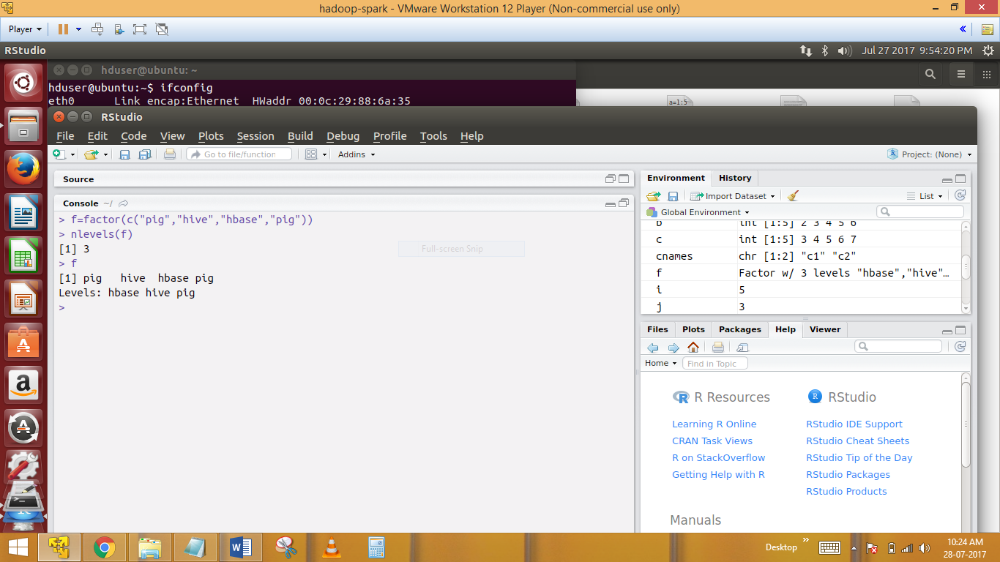 hadoop-spark - VMware Workstation 12 Player (Non-commercial use only)
Player
RStudio
Jul 27 2017 9:54:20 PM
hduser@ubuntu: ~
hduser@ubuntu:~$ ifconfig
eth0 Link encap:Ethernet HWaddr 00:0c:29:88:6a:35
a=1:5
RStudio
File Edit Code View Plots Session Build Debug Profile Tools Help
Go to file/function
Addins
Project: (None)
Source
Console ~/
> f=factor(c("pig","hive","hbase","pig"))
> nlevels(f)
[1] 3
> f
[1] pig hive hbase pig
Levels: hbase hive pig
>
Full-screen Snip
Environment History
Import Dataset
List
Global Environment
b int [1:5] 2 3 4 5 6
c int [1:5] 3 4 5 6 7
cnames chr [1:2] "c1" "c2"
f Factor w/ 3 levels "hbase","hive"…
i 5
j 3
Files Plots Packages Help Viewer
Home Find in Topic
R Resources
Learning R Online
CRAN Task Views
R on StackOverflow
Getting Help with R
RStudio
RStudio IDE Support
RStudio Cheat Sheets
RStudio Tip of the Day
RStudio Packages
RStudio Products
Manuals
Desktop
10:24 AM
28-07-2017